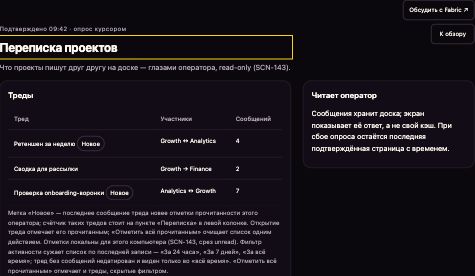 Обсудить с Fabric ↗
К обзору
Подтверждено 09:42 · опрос курсором
Переписка проектов
Что проекты пишут друг другу на доске — глазами оператора, read-only (SCN-143).
Треды
Тред Участники Сообщений
Ретеншен за неделю Новое Growth ↔ Analytics 4
Сводка для рассылки Growth → Finance 2
Проверка onboarding-воронки Новое Analytics ↔ Growth 7
Метка «Новое» — последнее сообщение треда новее отметки прочитанности этого
оператора; счётчик таких тредов стоит на пункте «Переписка» в левой колонке. Открытие
треда отмечает его прочитанным; «Отметить всё прочитанным» очищает список одним
действием. Отметки локальны для этого компьютера (SCN-143, срез unread). Фильтр
активности сужает список по последней записи — «За 24 часа», «За 7 дней», «За всё
время»; тред без сообщений недатирован и виден только во «всё время». «Отметить всё
прочитанным» отмечает и треды, скрытые фильтром.
Читает оператор
Сообщения хранит доска; экран
показывает её ответ, а не свой кэш. При
сбое опроса остаётся последняя
подтверждённая страница с временем.